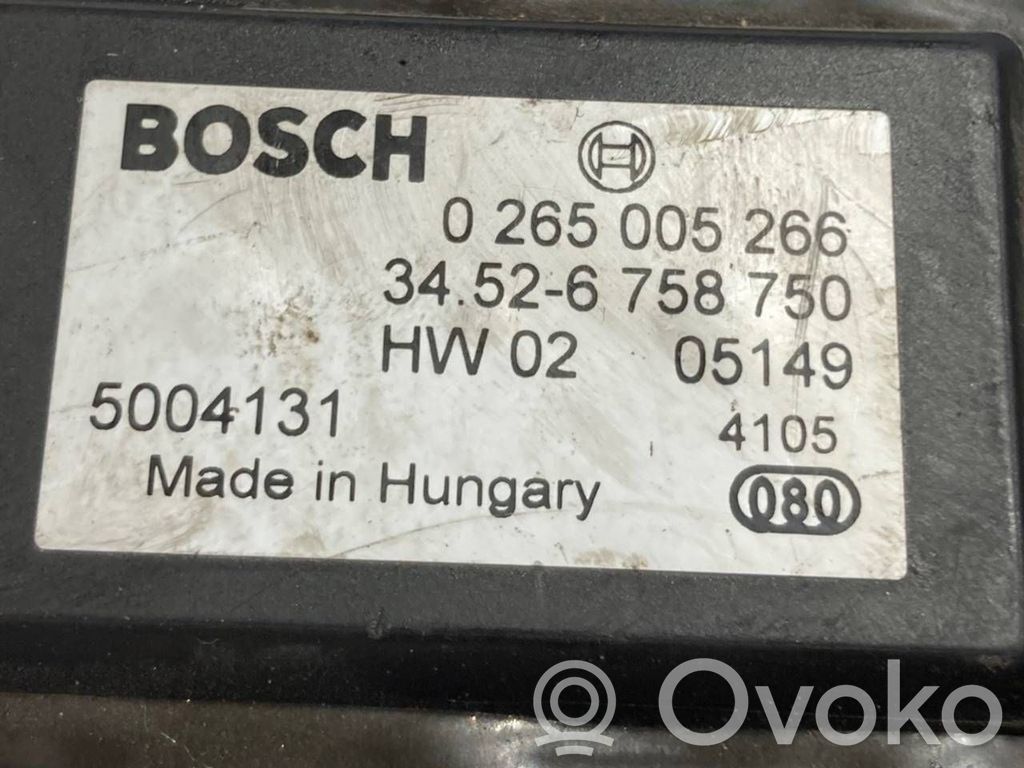 BOSCH
0 265 005 266
34.52-6 758 750
HW 02 05149
5004131 4105
Made in Hungary 080
Ovoko